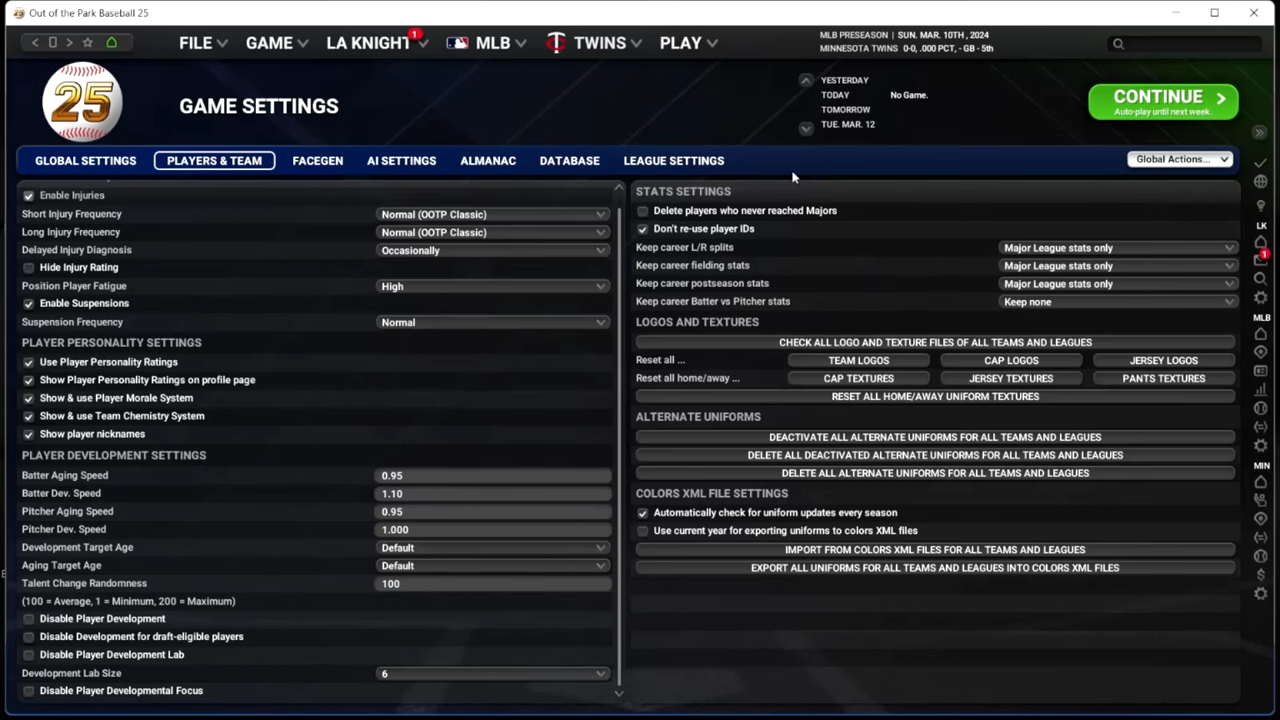 Out of the Park Baseball 25
FILE
GAME
LA KNIGHT
1
MLB
TWINS
PLAY
MLB PRESEASON | SUN. MAR. 10TH, 2024
MINNESOTA TWINS 0-0, .000 PCT, - GB - 5th
25
GAME SETTINGS
YESTERDAY
TODAY No Game.
TOMORROW
TUE. MAR. 12
CONTINUE
Auto-play until next week.
GLOBAL SETTINGS
PLAYERS & TEAM
FACEGEN
AI SETTINGS
ALMANAC
DATABASE
LEAGUE SETTINGS
Global Actions...
Enable Injuries
Short Injury Frequency Normal (OOTP Classic)
Long Injury Frequency Normal (OOTP Classic)
Delayed Injury Diagnosis Occasionally
Hide Injury Rating
Position Player Fatigue High
Enable Suspensions
Suspension Frequency Normal
PLAYER PERSONALITY SETTINGS
Use Player Personality Ratings
Show Player Personality Ratings on profile page
Show & use Player Morale System
Show & use Team Chemistry System
Show player nicknames
PLAYER DEVELOPMENT SETTINGS
Batter Aging Speed 0.95
Batter Dev. Speed 1.10
Pitcher Aging Speed 0.95
Pitcher Dev. Speed 1.000
Development Target Age Default
Aging Target Age Default
Talent Change Randomness 100
(100 = Average, 1 = Minimum, 200 = Maximum)
Disable Player Development
Disable Development for draft-eligible players
Disable Player Development Lab
Development Lab Size 6
Disable Player Developmental Focus
STATS SETTINGS
Delete players who never reached Majors
Don't re-use player IDs
Keep career L/R splits Major League stats only
Keep career fielding stats Major League stats only
Keep career postseason stats Major League stats only
Keep career Batter vs Pitcher stats Keep none
LOGOS AND TEXTURES
CHECK ALL LOGO AND TEXTURE FILES OF ALL TEAMS AND LEAGUES
Reset all ... TEAM LOGOS CAP LOGOS JERSEY LOGOS
Reset all home/away ... CAP TEXTURES JERSEY TEXTURES PANTS TEXTURES
RESET ALL HOME/AWAY UNIFORM TEXTURES
ALTERNATE UNIFORMS
DEACTIVATE ALL ALTERNATE UNIFORMS FOR ALL TEAMS AND LEAGUES
DELETE ALL DEACTIVATED ALTERNATE UNIFORMS FOR ALL TEAMS AND LEAGUES
DELETE ALL ALTERNATE UNIFORMS FOR ALL TEAMS AND LEAGUES
COLORS XML FILE SETTINGS
Automatically check for uniform updates every season
Use current year for exporting uniforms to colors XML files
IMPORT FROM COLORS XML FILES FOR ALL TEAMS AND LEAGUES
EXPORT ALL UNIFORMS FOR ALL TEAMS AND LEAGUES INTO COLORS XML FILES
LK
1
MLB
MIN